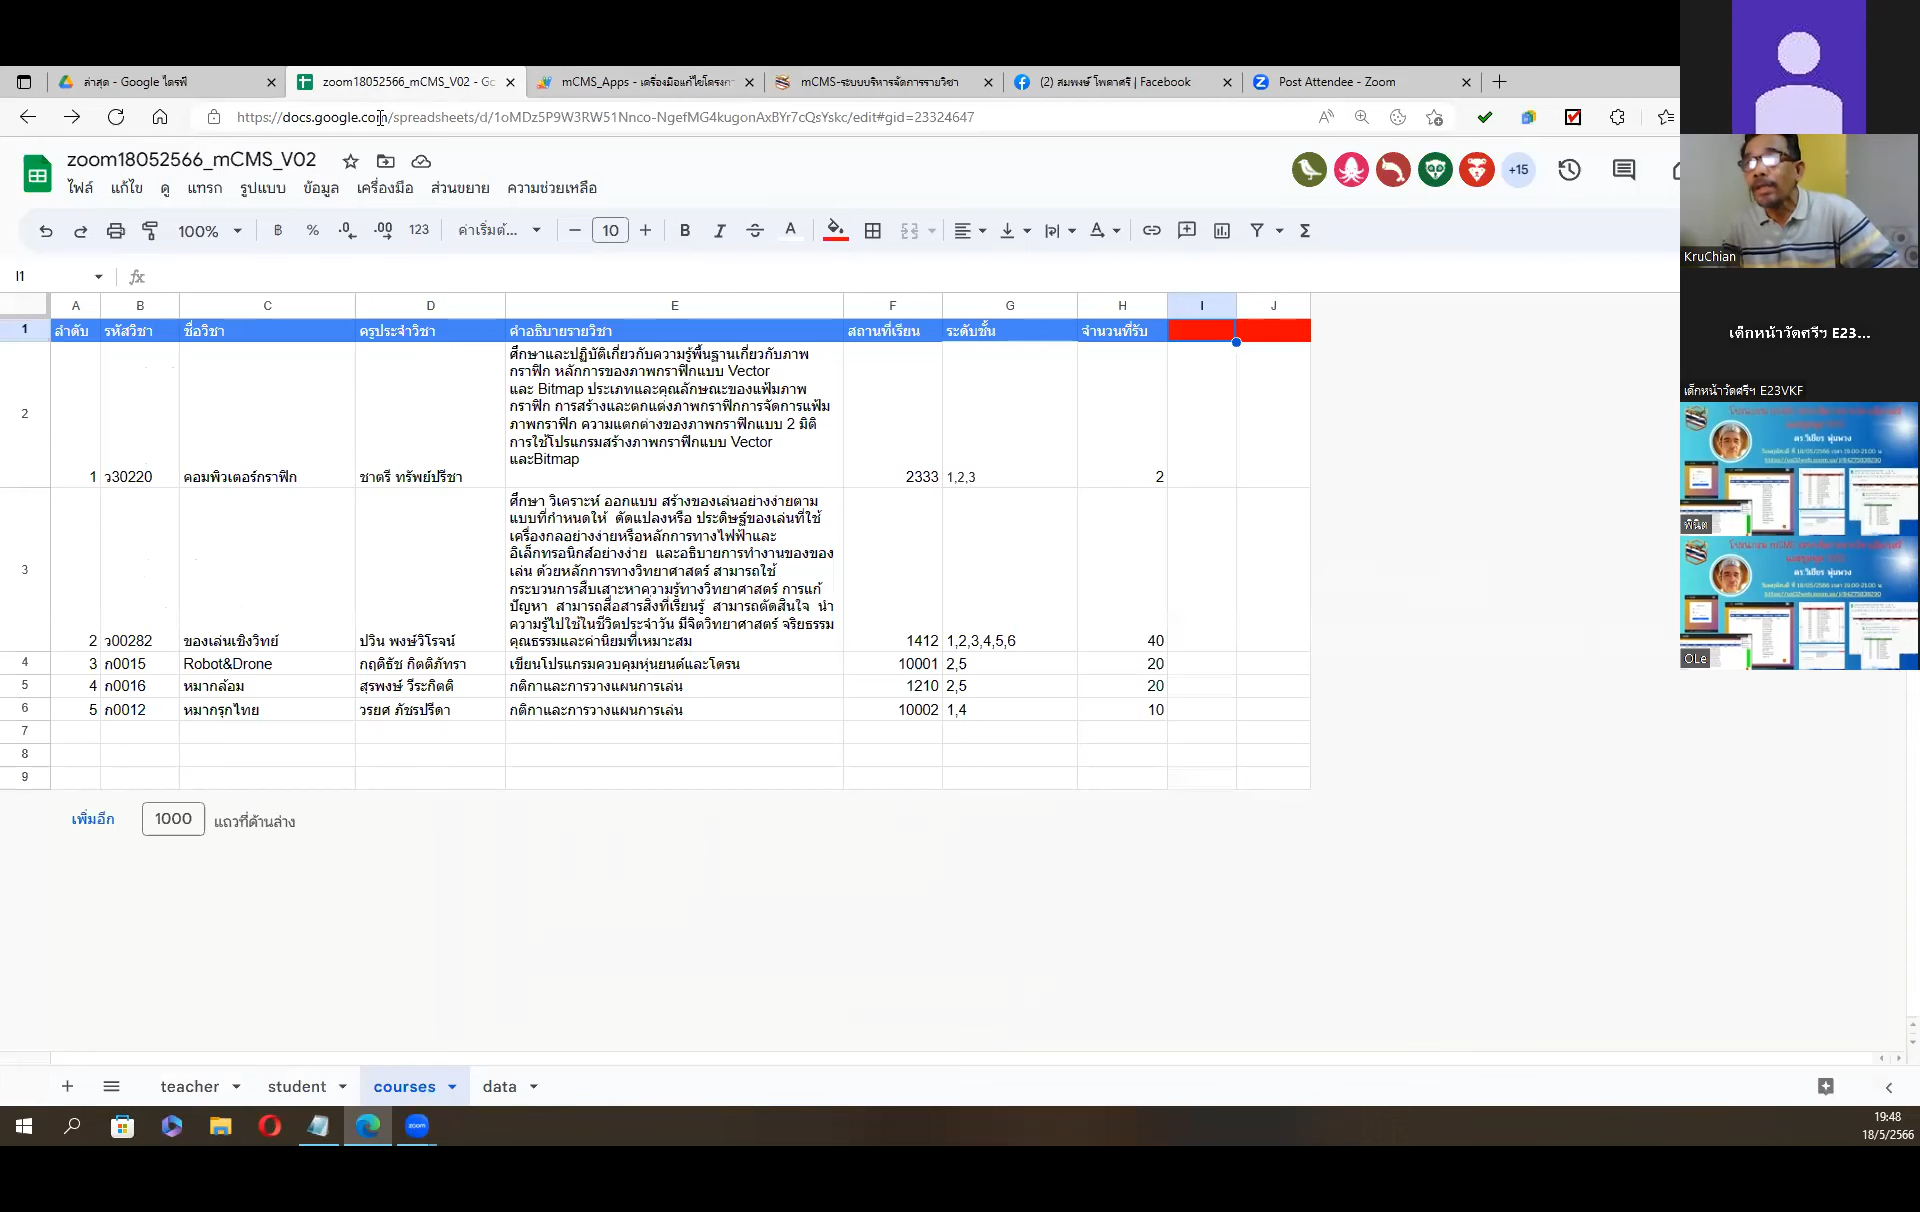 ล่าสุด - Google ไดรฟ์
zoom18052566_mCMS_V02 - Go
mCMS_Apps - เครื่องมือแก้ไขโครงกา
mCMS-ระบบบริหารจัดการรายวิชา
(2) สมพงษ์ โพตาศรี | Facebook
Post Attendee - Zoom
https://docs.google.com/spreadsheets/d/1oMDz5P9W3RW51Nnco-NgefMG4kugonAxBYr7cQsYskc/edit#gid=23324647
zoom18052566_mCMS_V02
ไฟล์ แก้ไข ดู แทรก รูปแบบ ข้อมูล เครื่องมือ ส่วนขยาย ความช่วยเหลือ
+15
100% ฿ % .0 .00 123 ค่าเริ่มต้... 10 B I A
I1
A B C D E F G H I J
1 ลำดับ รหัสวิชา ชื่อวิชา ครูประจำวิชา คำอธิบายรายวิชา สถานที่เรียน ระดับชั้น จำนวนที่รับ
ศึกษาและปฏิบัติเกี่ยวกับความรู้พื้นฐานเกี่ยวกับภาพ
กราฟิก หลักการของภาพกราฟิกแบบ Vector
และ Bitmap ประเภทและคุณลักษณะของแฟ้มภาพ
กราฟิก การสร้างและตกแต่งภาพกราฟิกการจัดการแฟ้ม
ภาพกราฟิก ความแตกต่างของภาพกราฟิกแบบ 2 มิติ
การใช้โปรแกรมสร้างภาพกราฟิกแบบ Vector
และBitmap
2 1 ว30220 คอมพิวเตอร์กราฟิก ชาตรี ทรัพย์ปรีชา 2333 1,2,3 2
ศึกษา วิเคราะห์ ออกแบบ สร้างของเล่นอย่างง่ายตาม
แบบที่กำหนดให้ ดัดแปลงหรือ ประดิษฐ์ของเล่นที่ใช้
เครื่องกลอย่างง่ายหรือหลักการทางไฟฟ้าและ
อิเล็กทรอนิกส์อย่างง่าย และอธิบายการทำงานของของ
เล่น ด้วยหลักการทางวิทยาศาสตร์ สามารถใช้
กระบวนการสืบเสาะหาความรู้ทางวิทยาศาสตร์ การแก้
ปัญหา สามารถสื่อสารสิ่งที่เรียนรู้ สามารถตัดสินใจ นำ
ความรู้ไปใช้ในชีวิตประจำวัน มีจิตวิทยาศาสตร์ จริยธรรม
คุณธรรมและค่านิยมที่เหมาะสม
3 2 ว00282 ของเล่นเชิงวิทย์ ปวิน พงษ์วิโรจน์ 1412 1,2,3,4,5,6 40
4 3 ก0015 Robot&Drone กฤติธัช กิตติภัทรา เขียนโปรแกรมควบคุมหุ่นยนต์และโดรน 10001 2,5 20
5 4 ก0016 หมากล้อม สุรพงษ์ วีระกิตติ กติกาและการวางแผนการเล่น 1210 2,5 20
6 5 ก0012 หมากรุกไทย วรยศ ภัชรปรีดา กติกาและการวางแผนการเล่น 10002 1,4 10
7
8
9
เพิ่มอีก 1000 แถวที่ด้านล่าง
teacher student courses data
zoom
19:48
18/5/2566
KruChian
เด็กหน้าวัดศรีฯ E23...
เด็กหน้าวัดศรีฯ E23VKF
ดร.วิเชียร พุ่มพวง
พินิต
ดร.วิเชียร พุ่มพวง
OLe